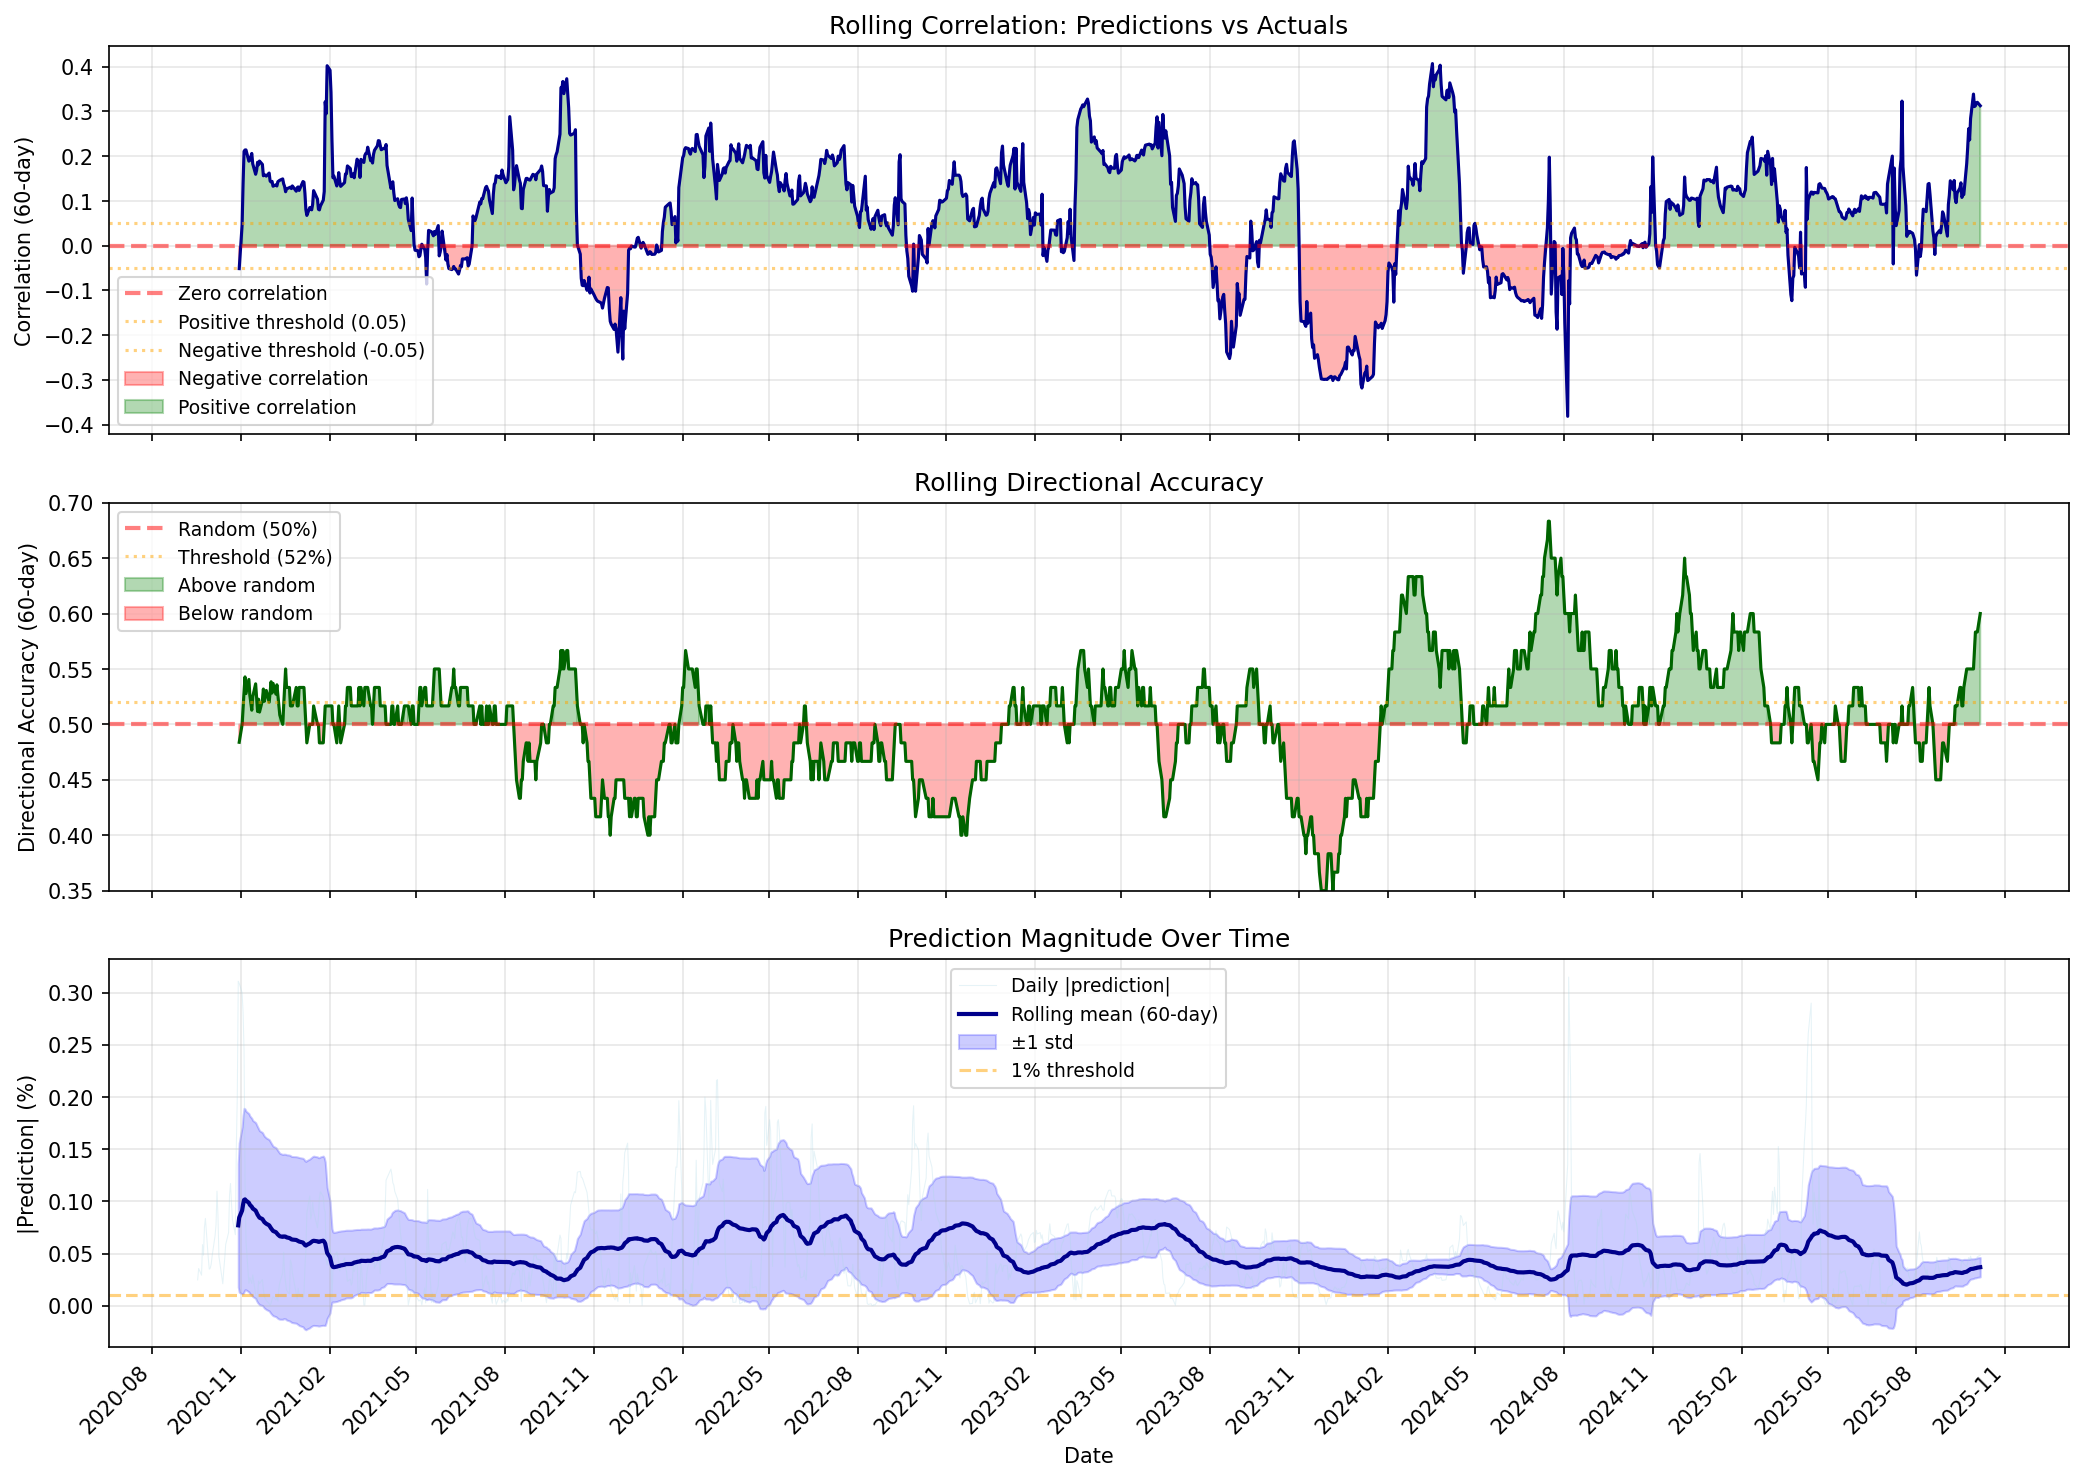 Rolling Correlation: Predictions vs Actuals
Correlation (60-day)
0.4
0.3
0.2
0.1
0.0
−0.1
−0.2
−0.3
−0.4
Zero correlation
Positive threshold (0.05)
Negative threshold (-0.05)
Negative correlation
Positive correlation
Rolling Directional Accuracy
Directional Accuracy (60-day)
0.70
0.65
0.60
0.55
0.50
0.45
0.40
0.35
Random (50%)
Threshold (52%)
Above random
Below random
Prediction Magnitude Over Time
|Prediction| (%)
0.30
0.25
0.20
0.15
0.10
0.05
0.00
Daily |prediction|
Rolling mean (60-day)
±1 std
1% threshold
2020-08
2020-11
2021-02
2021-05
2021-08
2021-11
2022-02
2022-05
2022-08
2022-11
2023-02
2023-05
2023-08
2023-11
2024-02
2024-05
2024-08
2024-11
2025-02
2025-05
2025-08
2025-11
Date